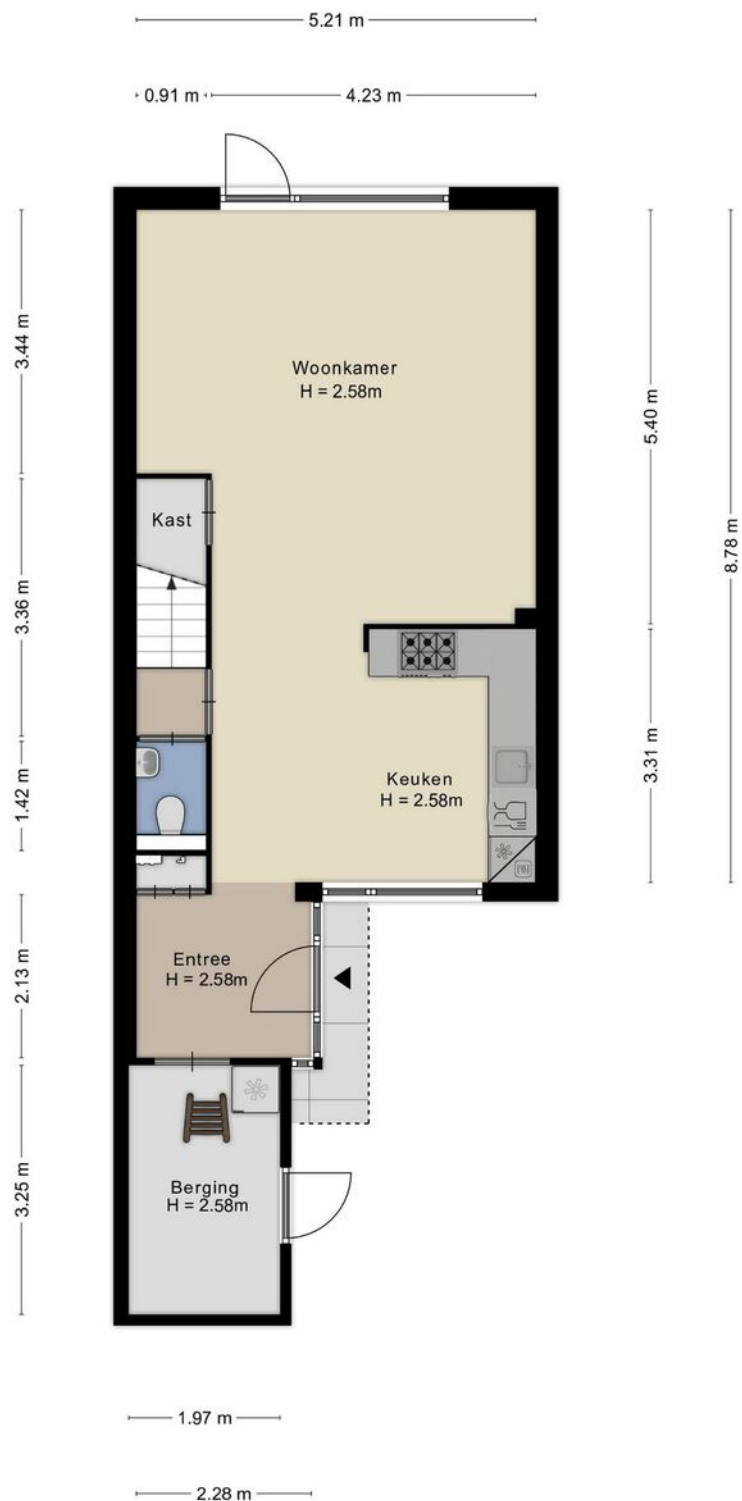 5.21 m
0.91 m
4.23 m
3.44 m
Woonkamer
H = 2.58m
5.40 m
Kast
8.78 m
3.36 m
3.31 m
Keuken
H = 2.58m
1.42 m
Entree
H = 2.58m
2.13 m
Berging
H = 2.58m
3.25 m
1.97 m
2.28 m